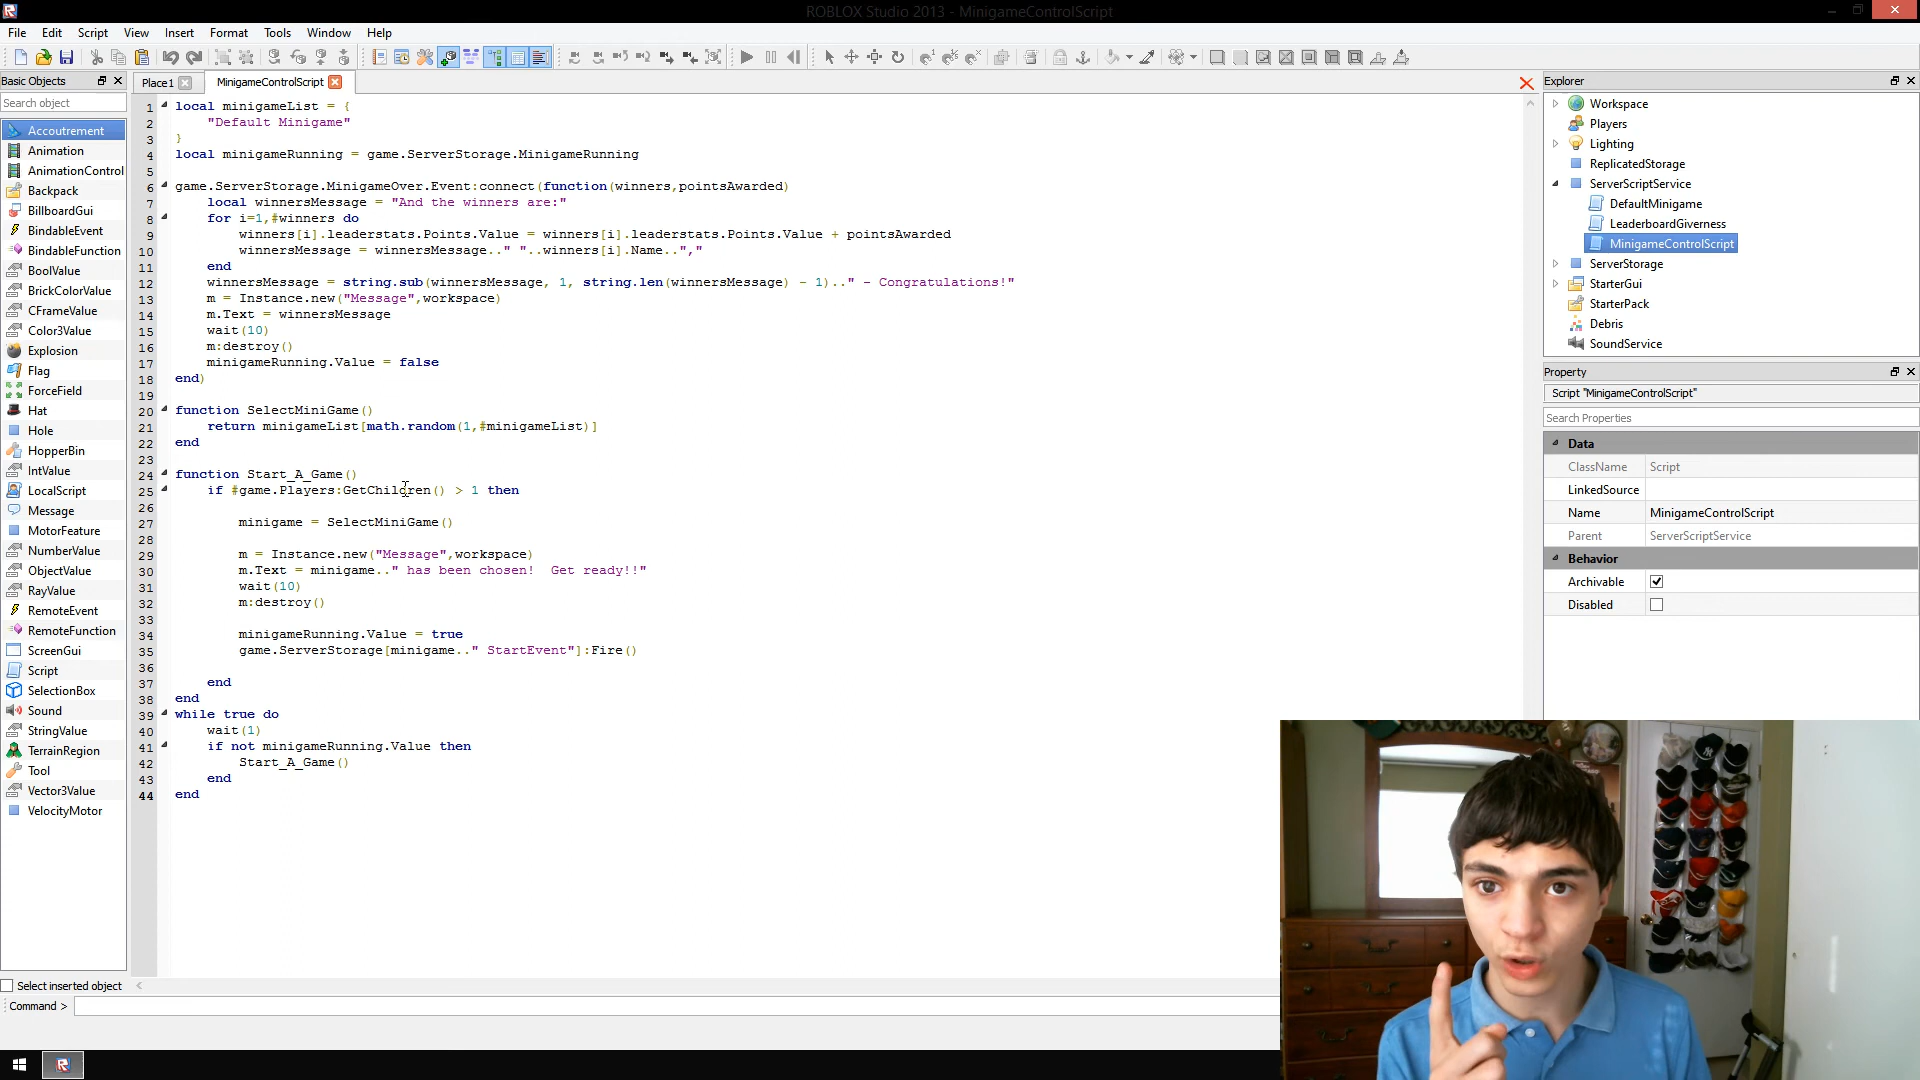 ROBLOX Studio 2013 - MinigameControlScript
File Edit Script View Insert Format Tools Window Help
Basic Objects
Place1
MinigameControlScript
Explorer
Search object
Accoutrement
Animation
AnimationControl
Backpack
BillboardGui
BindableEvent
BindableFunction
BoolValue
BrickColorValue
CFrameValue
Color3Value
Explosion
Flag
ForceField
Hat
Hole
HopperBin
IntValue
LocalScript
Message
MotorFeature
NumberValue
ObjectValue
RayValue
RemoteEvent
RemoteFunction
ScreenGui
Script
SelectionBox
Sound
StringValue
TerrainRegion
Tool
Vector3Value
VelocityMotor
Select inserted object
Command >
1 local minigameList = {
2 "Default Minigame"
3 }
4 local minigameRunning = game.ServerStorage.MinigameRunning
5
6 game.ServerStorage.MinigameOver.Event:connect(function(winners,pointsAwarded)
7 local winnersMessage = "And the winners are:"
8 for i=1,#winners do
9 winners[i].leaderstats.Points.Value = winners[i].leaderstats.Points.Value + pointsAwarded
10 winnersMessage = winnersMessage.." "..winners[i].Name..","
11 end
12 winnersMessage = string.sub(winnersMessage, 1, string.len(winnersMessage) - 1).." - Congratulations!"
13 m = Instance.new("Message",workspace)
14 m.Text = winnersMessage
15 wait(10)
16 m:destroy()
17 minigameRunning.Value = false
18 end)
19
20 function SelectMiniGame()
21 return minigameList[math.random(1,#minigameList)]
22 end
23
24 function Start_A_Game()
25 if #game.Players:GetChildren() > 1 then
26
27 minigame = SelectMiniGame()
28
29 m = Instance.new("Message",workspace)
30 m.Text = minigame.." has been chosen!  Get ready!!"
31 wait(10)
32 m:destroy()
33
34 minigameRunning.Value = true
35 game.ServerStorage[minigame.." StartEvent"]:Fire()
36
37 end
38 end
39 while true do
40 wait(1)
41 if not minigameRunning.Value then
42 Start_A_Game()
43 end
44 end
Workspace
Players
Lighting
ReplicatedStorage
ServerScriptService
DefaultMinigame
LeaderboardGiverness
MinigameControlScript
ServerStorage
StarterGui
StarterPack
Debris
SoundService
Property
Script "MinigameControlScript"
Search Properties
Data
ClassName Script
LinkedSource
Name MinigameControlScript
Parent ServerScriptService
Behavior
Archivable
Disabled